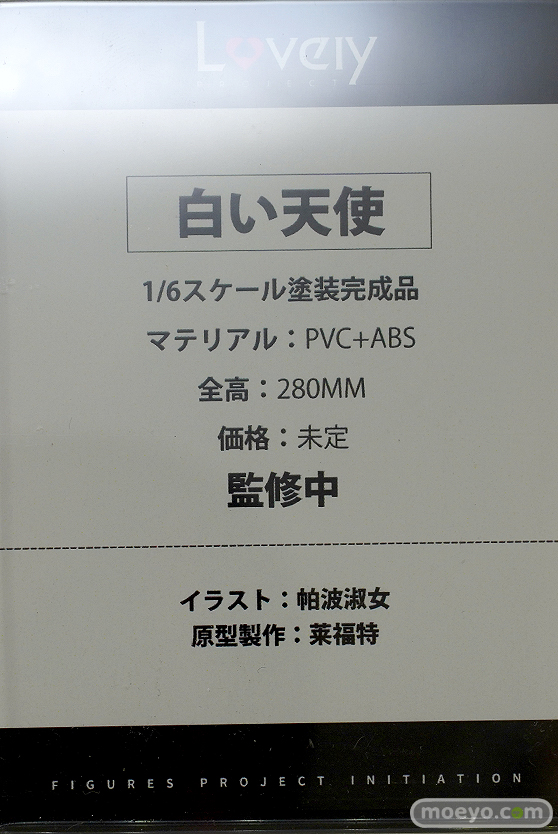 Lovely
PROJECT
白い天使
1/6スケール塗装完成品
マテリアル：PVC+ABS
全高：280MM
価格：未定
監修中
イラスト：帕波淑女
原型製作：莱福特
FIGURES PROJECT INITIATION
moeyo.com